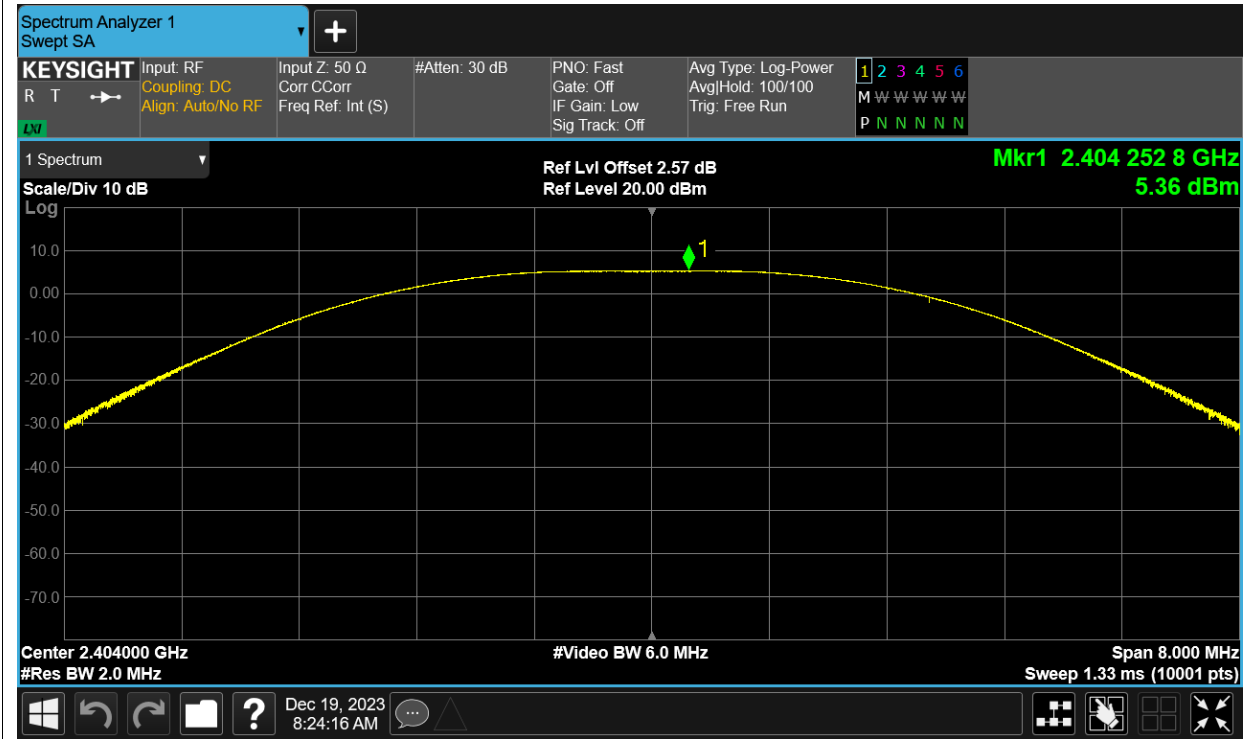 Spectrum Analyzer 1
Swept SA
KEYSIGHT
R T
LXI
Input: RF
Coupling: DC
Align: Auto/No RF
Input Z: 50 Ω
Corr CCorr
Freq Ref: Int (S)
#Atten: 30 dB
PNO: Fast
Gate: Off
IF Gain: Low
Sig Track: Off
Avg Type: Log-Power
Avg|Hold: 100/100
Trig: Free Run
1 2 3 4 5 6
M W W W W W
P N N N N N
1 Spectrum
Scale/Div 10 dB
Log
Ref Lvl Offset 2.57 dB
Ref Level 20.00 dBm
Mkr1 2.404 252 8 GHz
5.36 dBm
1
10.0
0.00
-10.0
-20.0
-30.0
-40.0
-50.0
-60.0
-70.0
Center 2.404000 GHz
#Res BW 2.0 MHz
#Video BW 6.0 MHz
Span 8.000 MHz
Sweep 1.33 ms (10001 pts)
?
Dec 19, 2023
8:24:16 AM